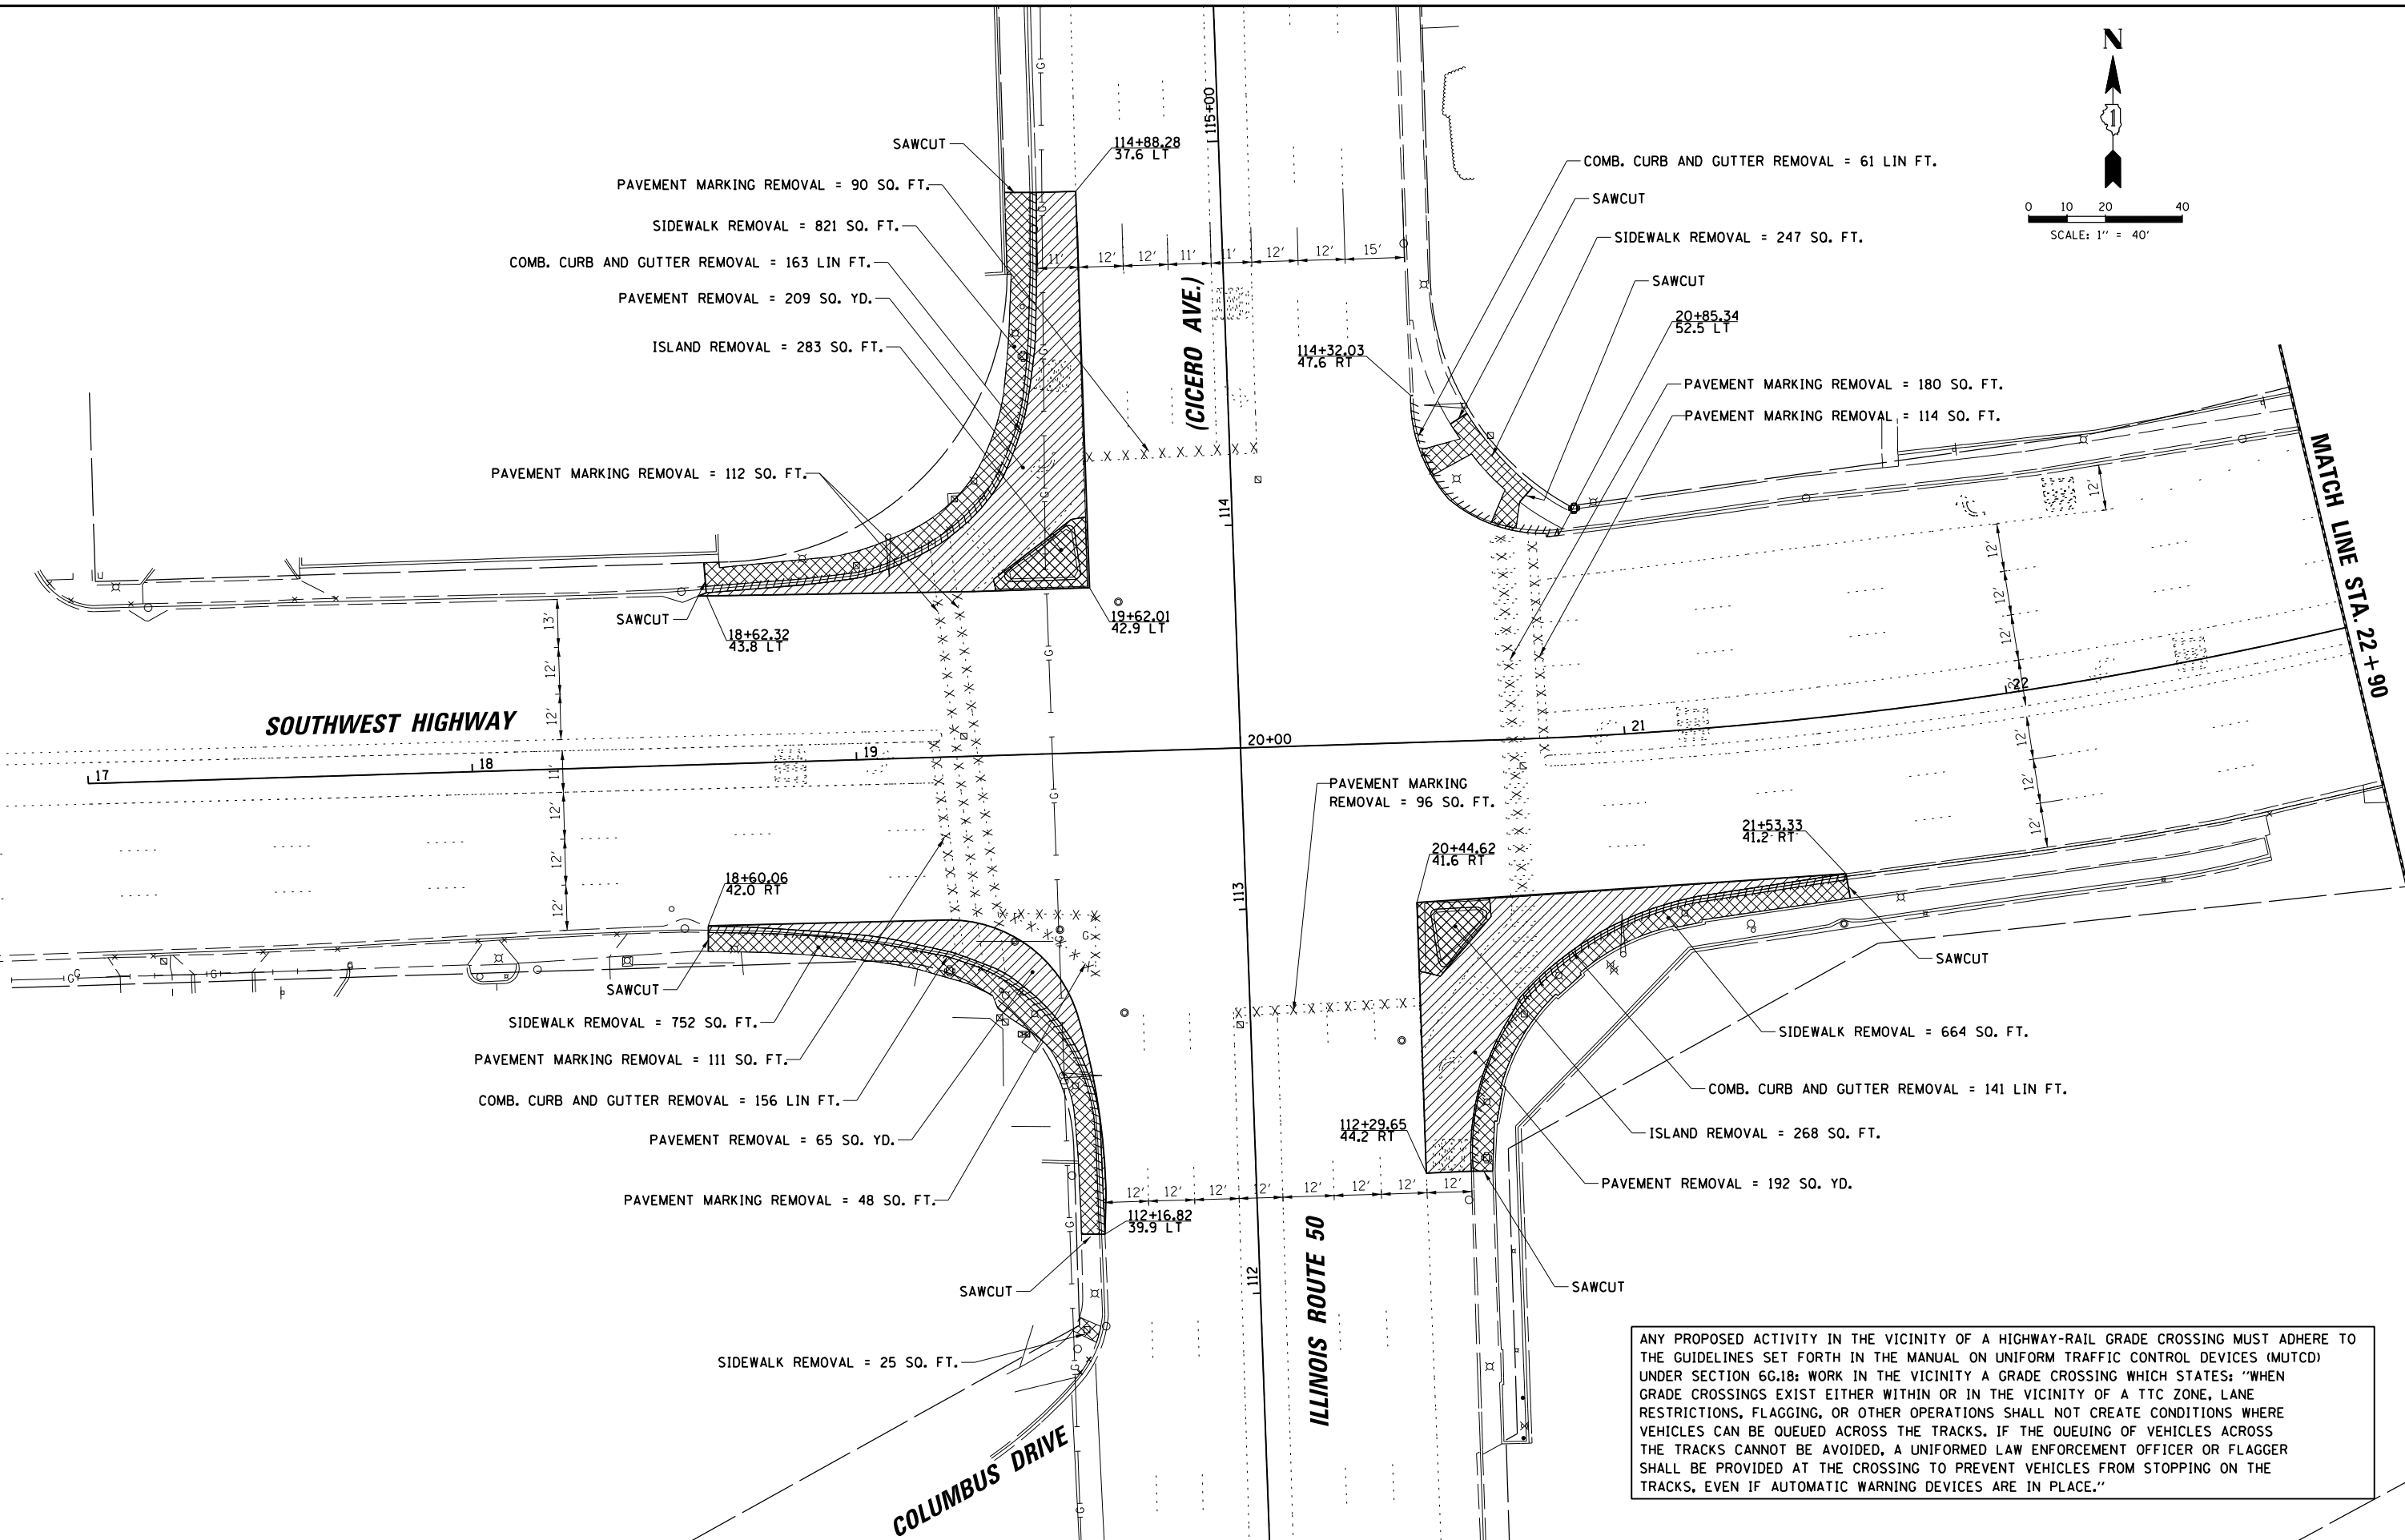 N
1
0 10 20 40
SCALE: 1" = 40'
115+00
SAWCUT
114+88.28
37.6 LT
PAVEMENT MARKING REMOVAL = 90 SQ. FT.
SIDEWALK REMOVAL = 821 SQ. FT.
COMB. CURB AND GUTTER REMOVAL = 163 LIN FT.
PAVEMENT REMOVAL = 209 SQ. YD.
ISLAND REMOVAL = 283 SQ. FT.
11' 12' 12' 11' 11' 12' 12' 15'
(CICERO AVE.)
COMB. CURB AND GUTTER REMOVAL = 61 LIN FT.
SAWCUT
SIDEWALK REMOVAL = 247 SQ. FT.
SAWCUT
20+85.34
52.5 LT
114+32.03
47.6 RT
PAVEMENT MARKING REMOVAL = 180 SQ. FT.
PAVEMENT MARKING REMOVAL = 114 SQ. FT.
PAVEMENT MARKING REMOVAL = 112 SQ. FT.
114
MATCH LINE STA. 22+90
12'
12'
12'
12'
12'
12'
12'
12'
SAWCUT
18+62.32
43.8 LT
19+62.01
42.9 LT
13'
12'
12'
11'
12'
12'
12'
SOUTHWEST HIGHWAY
17
18
19
20+00
21
22
PAVEMENT MARKING
REMOVAL = 96 SQ. FT.
113
20+44.62
41.6 RT
21+53.33
41.2 RT
18+60.06
42.0 RT
SAWCUT
SAWCUT
SIDEWALK REMOVAL = 752 SQ. FT.
PAVEMENT MARKING REMOVAL = 111 SQ. FT.
COMB. CURB AND GUTTER REMOVAL = 156 LIN FT.
PAVEMENT REMOVAL = 65 SQ. YD.
PAVEMENT MARKING REMOVAL = 48 SQ. FT.
SIDEWALK REMOVAL = 664 SQ. FT.
COMB. CURB AND GUTTER REMOVAL = 141 LIN FT.
ISLAND REMOVAL = 268 SQ. FT.
PAVEMENT REMOVAL = 192 SQ. YD.
112+29.65
44.2 RT
12' 12' 12' 12' 12' 12' 12' 12'
112+16.82
39.9 LT
SAWCUT
SAWCUT
112
SIDEWALK REMOVAL = 25 SQ. FT.
ILLINOIS ROUTE 50
COLUMBUS DRIVE
ANY PROPOSED ACTIVITY IN THE VICINITY OF A HIGHWAY-RAIL GRADE CROSSING MUST ADHERE TO
THE GUIDELINES SET FORTH IN THE MANUAL ON UNIFORM TRAFFIC CONTROL DEVICES (MUTCD)
UNDER SECTION 6G.18: WORK IN THE VICINITY A GRADE CROSSING WHICH STATES: "WHEN
GRADE CROSSINGS EXIST EITHER WITHIN OR IN THE VICINITY OF A TTC ZONE, LANE
RESTRICTIONS, FLAGGING, OR OTHER OPERATIONS SHALL NOT CREATE CONDITIONS WHERE
VEHICLES CAN BE QUEUED ACROSS THE TRACKS. IF THE QUEUING OF VEHICLES ACROSS
THE TRACKS CANNOT BE AVOIDED, A UNIFORMED LAW ENFORCEMENT OFFICER OR FLAGGER
SHALL BE PROVIDED AT THE CROSSING TO PREVENT VEHICLES FROM STOPPING ON THE
TRACKS, EVEN IF AUTOMATIC WARNING DEVICES ARE IN PLACE."